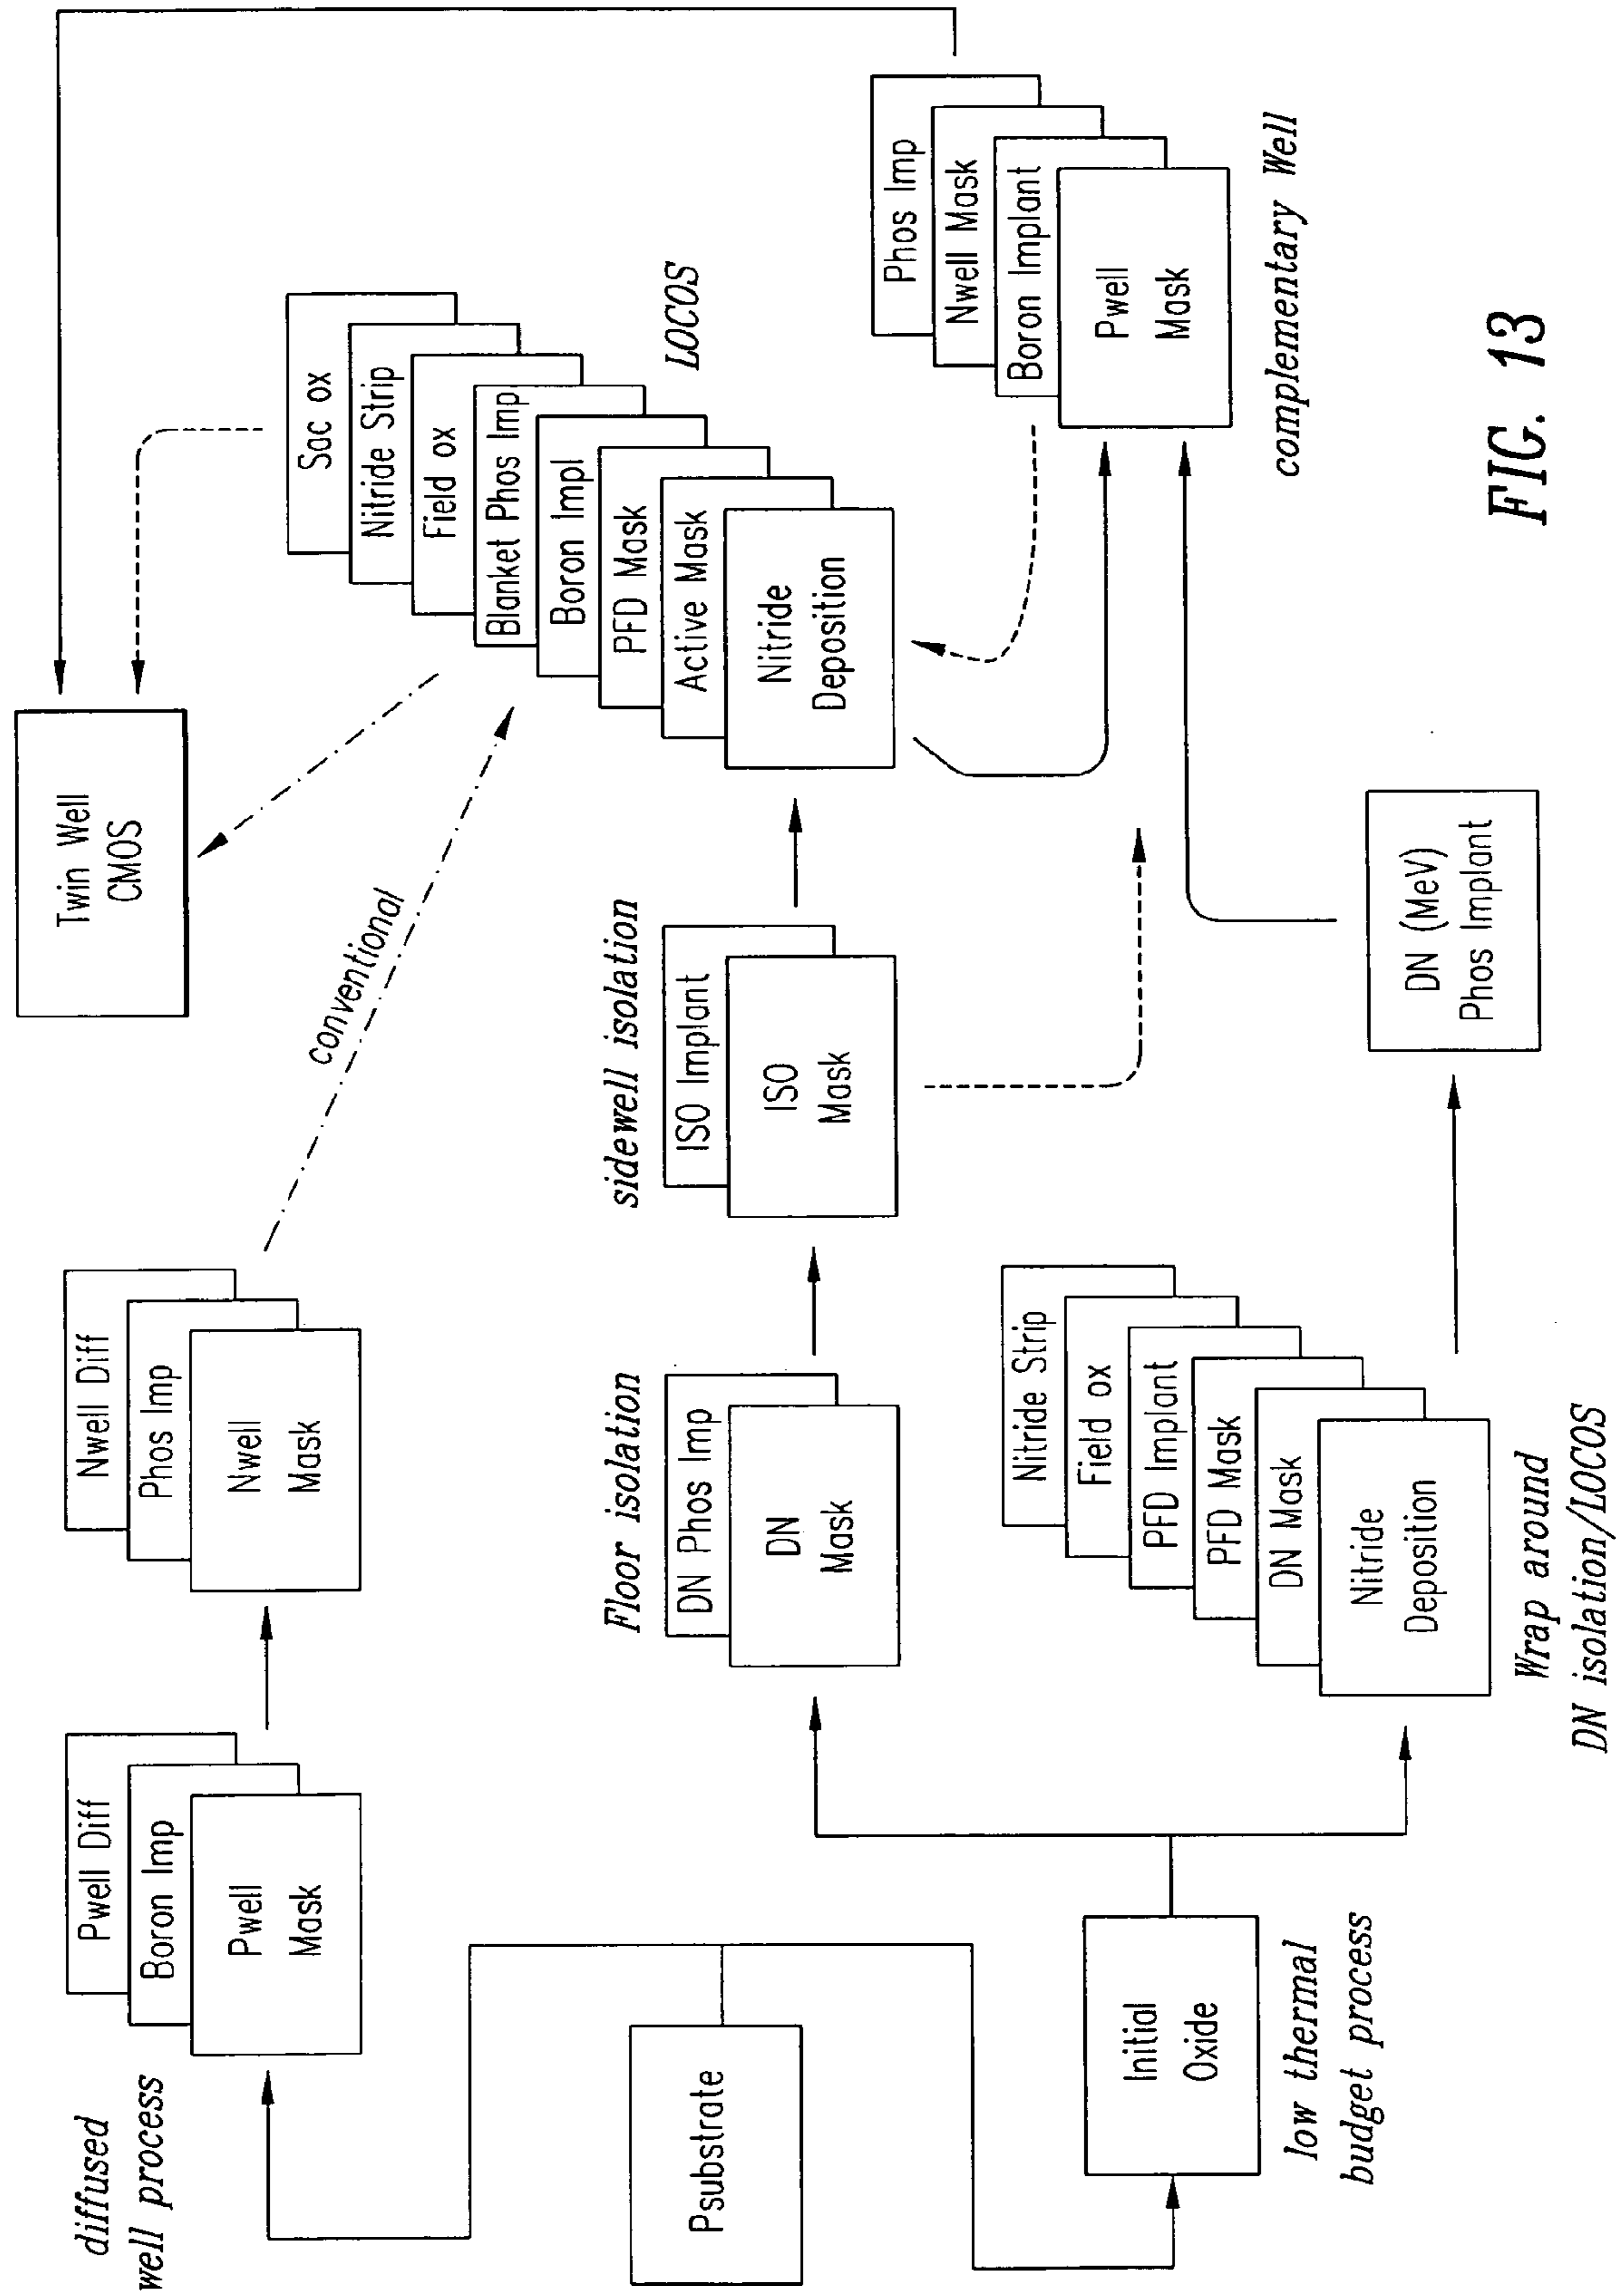 diffused
well process
Pwell Diff
Boron Imp
Pwell
Mask
Nwell Diff
Phos Imp
Nwell
Mask
conventional
Twin Well
CMOS
Psubstrate
Floor isolation
DN Phos Imp
DN
Mask
sidewell isolation
ISO Implant
ISO
Mask
Sac ox
Nitride Strip
Field ox
Blanket Phos Imp
Boron Impl
PFD Mask
Active Mask
Nitride
Deposition
LOCOS
Initial
Oxide
low thermal
budget process
Nitride Strip
Field ox
PFD Implant
PFD Mask
DN Mask
Nitride
Deposition
Wrap around
DN isolation/LOCOS
DN (MeV)
Phos Implant
Phos Imp
Nwell Mask
Boron Implant
Pwell
Mask
complementary Well
FIG. 13